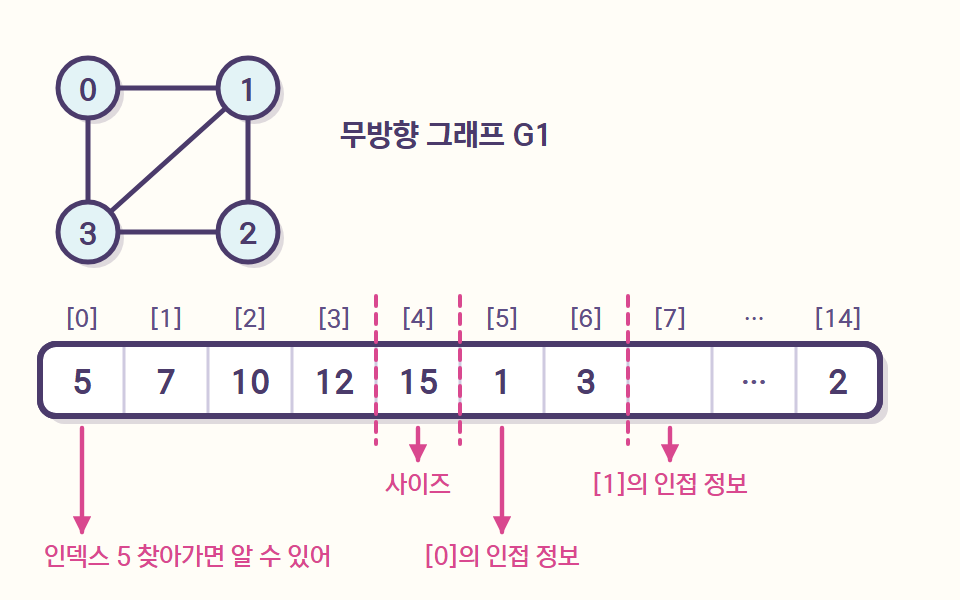 0 1
무방향 그래프 G1
3 2
[0] [1] [2] [3] [4] [5] [6] [7] ... [14]
5 7 10 12 15 1 3 ... 2
사이즈 [1]의 인접 정보
인덱스 5 찾아가면 알 수 있어 [0]의 인접 정보